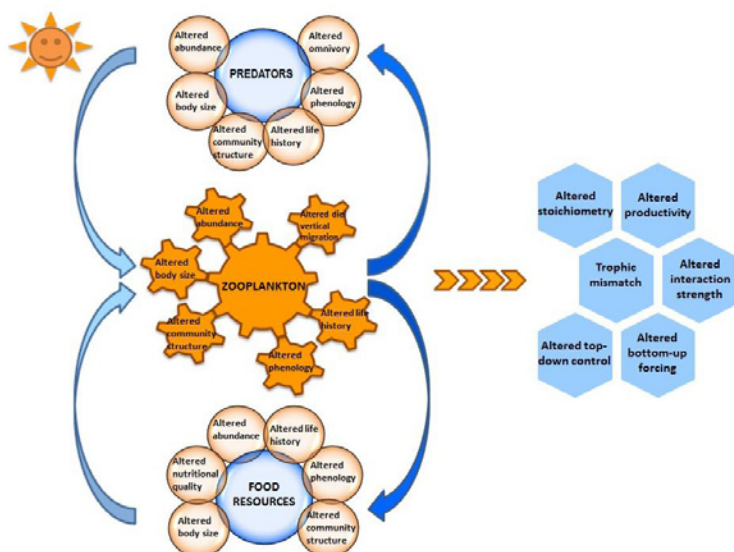 Altered
abundance
Altered
omnivory
PREDATORS
Altered
body size
Altered
phenology
Altered
community
structure
Altered life
history
Altered
abundance
Altered diel
vertical
migration
Altered
body size
ZOOPLANKTON
Altered
community
structure
Altered life
history
Altered
phenology
Altered
abundance
Altered life
history
Altered
nutritional
quality
Altered
phenology
FOOD
RESOURCES
Altered
body size
Altered
community
structure
Altered
stoichiometry
Altered
productivity
Trophic
mismatch
Altered
interaction
strength
Altered top-
down control
Altered
bottom-up
forcing